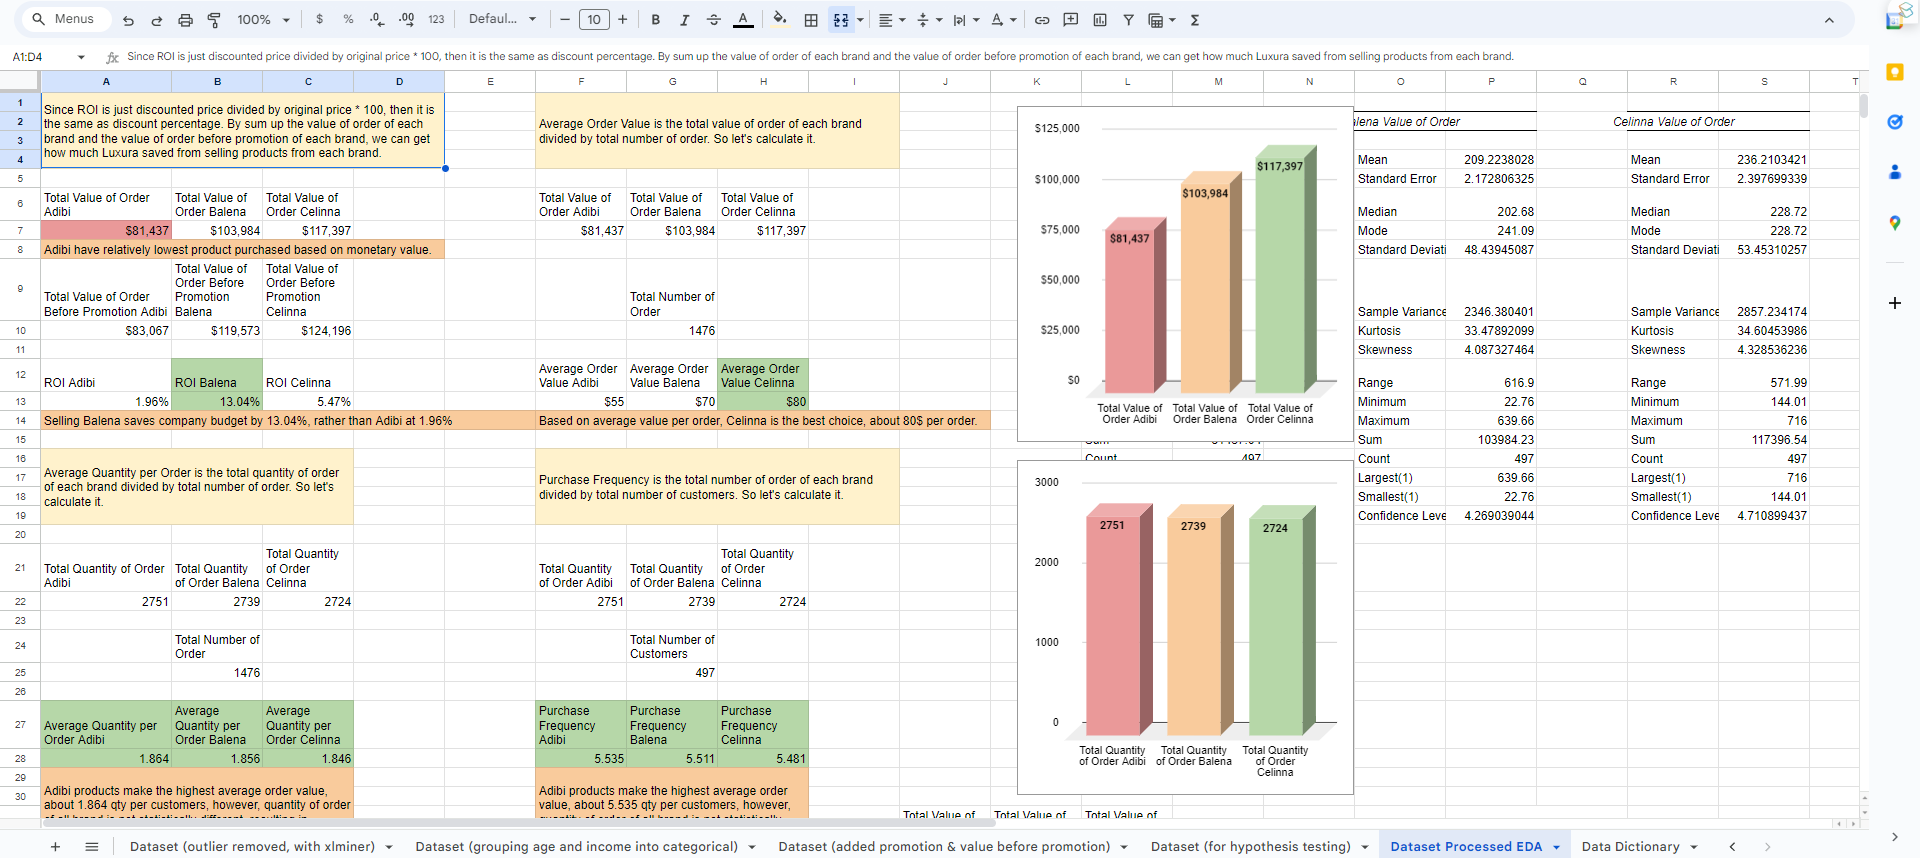 Menus
100%
$
%
.0
.00
123
Defaul...
10
B
I
A
Σ
A1:D4
fx
Since ROI is just discounted price divided by original price * 100, then it is the same as discount percentage. By sum up the value of order of each brand and the value of order before promotion of each brand, we can get how much Luxura saved from selling products from each brand.
A B C D E F G H I J K L M N O P Q R S T
1
2
3
4
5
6
7
8
9
10
11
12
13
14
15
16
17
18
19
20
21
22
23
24
25
26
27
28
29
30
Since ROI is just discounted price divided by original price * 100, then it is
the same as discount percentage. By sum up the value of order of each
brand and the value of order before promotion of each brand, we can get
how much Luxura saved from selling products from each brand.
Total Value of Order
Adibi
Total Value of
Order Balena
Total Value of
Order Celinna
$81,437 $103,984 $117,397
Adibi have relatively lowest product purchased based on monetary value.
Total Value of Order
Before Promotion Adibi
Total Value of
Order Before
Promotion
Balena
Total Value of
Order Before
Promotion
Celinna
$83,067 $119,573 $124,196
ROI Adibi ROI Balena ROI Celinna
1.96% 13.04% 5.47%
Selling Balena saves company budget by 13.04%, rather than Adibi at 1.96%
Average Quantity per Order is the total quantity of order
of each brand divided by total number of order. So let's
calculate it.
Total Quantity of Order
Adibi
Total Quantity
of Order Balena
Total Quantity
of Order
Celinna
2751 2739 2724
Total Number of
Order
1476
Average Quantity per
Order Adibi
Average
Quantity per
Order Balena
Average
Quantity per
Order Celinna
1.864 1.856 1.846
Adibi products make the highest average order value,
about 1.864 qty per customers, however, quantity of order
Average Order Value is the total value of order of each brand
divided by total number of order. So let's calculate it.
Total Value of
Order Adibi
Total Value of
Order Balena
Total Value of
Order Celinna
$81,437 $103,984 $117,397
Total Number of
Order
1476
Average Order
Value Adibi
Average Order
Value Balena
Average Order
Value Celinna
$55 $70 $80
Based on average value per order, Celinna is the best choice, about 80$ per order.
Purchase Frequency is the total number of order of each brand
divided by total number of customers. So let's calculate it.
Total Quantity
of Order Adibi
Total Quantity
of Order Balena
Total Quantity
of Order
Celinna
2751 2739 2724
Total Number of
Customers
497
Purchase
Frequency
Adibi
Purchase
Frequency
Balena
Purchase
Frequency
Celinna
5.535 5.511 5.481
Adibi products make the highest average order
value, about 5.535 qty per customers, however,
$125,000
$100,000
$75,000
$50,000
$25,000
$0
$81,437
$103,984
$117,397
Total Value of
Order Adibi
Total Value of
Order Balena
Total Value of
Order Celinna
Count 497
3000
2000
1000
0
2751
2739
2724
Total Quantity
of Order Adibi
Total Quantity
of Order Balena
Total Quantity
of Order
Celinna
Total Value of Total Value of Total Value of
Value of Order
Mean 209.2238028
Standard Error 2.172806325
Median 202.68
Mode 241.09
Standard Deviati 48.43945087
Sample Variance 2346.380401
Kurtosis 33.47892099
Skewness 4.087327464
Range 616.9
Minimum 22.76
Maximum 639.66
Sum 103984.23
Count 497
Largest(1) 639.66
Smallest(1) 22.76
Confidence Leve 4.269039044
Celinna Value of Order
Mean 236.2103421
Standard Error 2.397699339
Median 228.72
Mode 228.72
Standard Deviati 53.45310257
Sample Variance 2857.234174
Kurtosis 34.60453986
Skewness 4.328536236
Range 571.99
Minimum 144.01
Maximum 716
Sum 117396.54
Count 497
Largest(1) 716
Smallest(1) 144.01
Confidence Leve 4.710899437
Dataset (outlier removed, with xlminer)
Dataset (grouping age and income into categorical)
Dataset (added promotion & value before promotion)
Dataset (for hypothesis testing)
Dataset Processed EDA
Data Dictionary